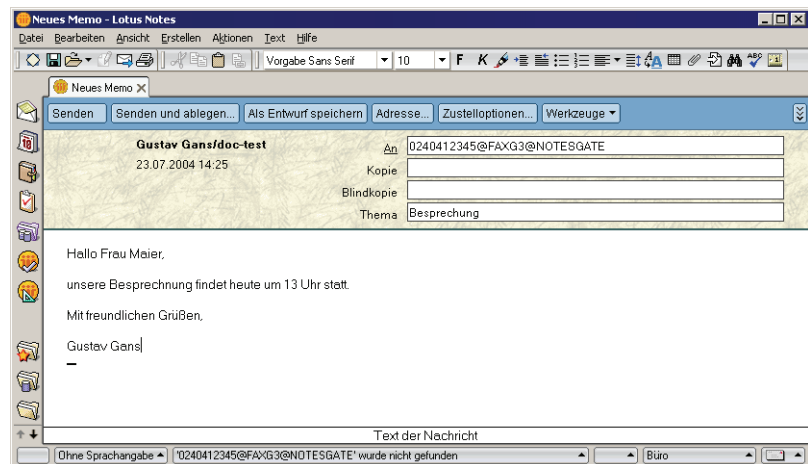 Neues Memo - Lotus Notes
Datei Bearbeiten Ansicht Erstellen Aktionen Text Hilfe
Vorgabe Sans Serif 10 F K ABC
Neues Memo
Senden Senden und ablegen... Als Entwurf speichern Adresse... Zustelloptionen... Werkzeuge
Gustav Gans/doc-test An 0240412345@FAXG3@NOTESGATE
23.07.2004 14:25 Kopie
Blindkopie
Thema Besprechung
Hallo Frau Maier,
unsere Besprechnung findet heute um 13 Uhr statt.
Mit freundlichen Grüßen,
Gustav Gans
Text der Nachricht
Ohne Sprachangabe '0240412345@FAXG3@NOTESGATE' wurde nicht gefunden Büro